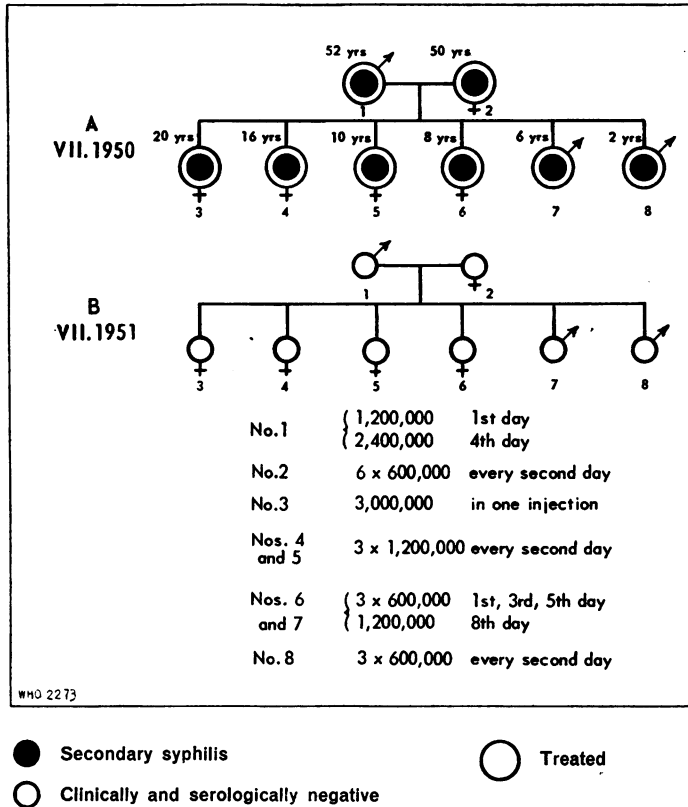 52 yrs 50 yrs
1 2
A
VII. 1950
20 yrs 16 yrs 10 yrs 8 yrs 6 yrs 2 yrs
3 4 5 6 7 8
1 2
B
VII. 1951
3 4 5 6 7 8
No.1 { 1,200,000 1st day
{ 2,400,000 4th day
No.2 6 x 600,000 every second day
No.3 3,000,000 in one injection
Nos. 4
and 5 3 x 1,200,000 every second day
Nos. 6 { 3 x 600,000 1st, 3rd, 5th day
and 7 { 1,200,000 8th day
No.8 3 x 600,000 every second day
WHO 2273
Secondary syphilis Treated
Clinically and serologically negative